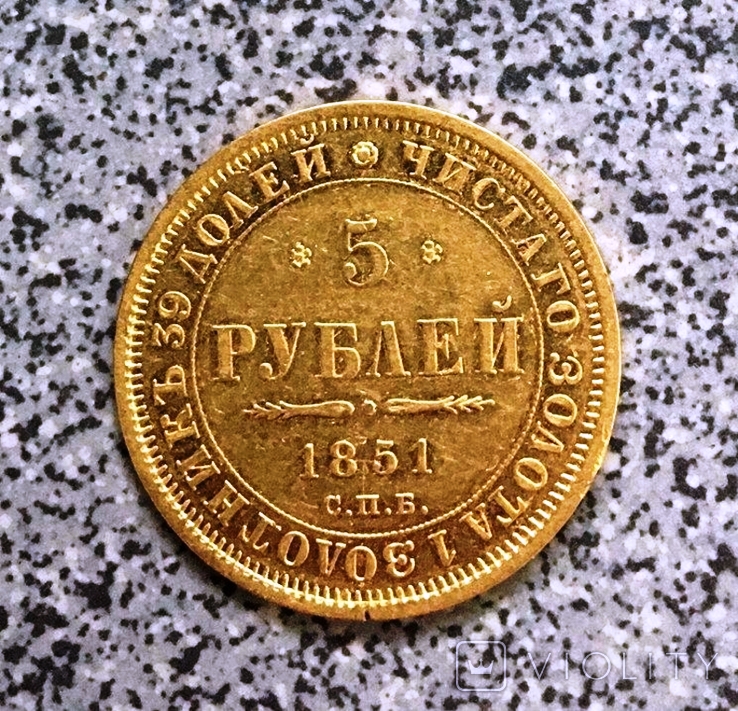 ЧИСТАГО ЗОЛОТА 1 ЗОЛОТНИКЪ 39 ДОЛЕЙ
5
РУБЛЕЙ
1851
С.П.Б.
VIOLITY